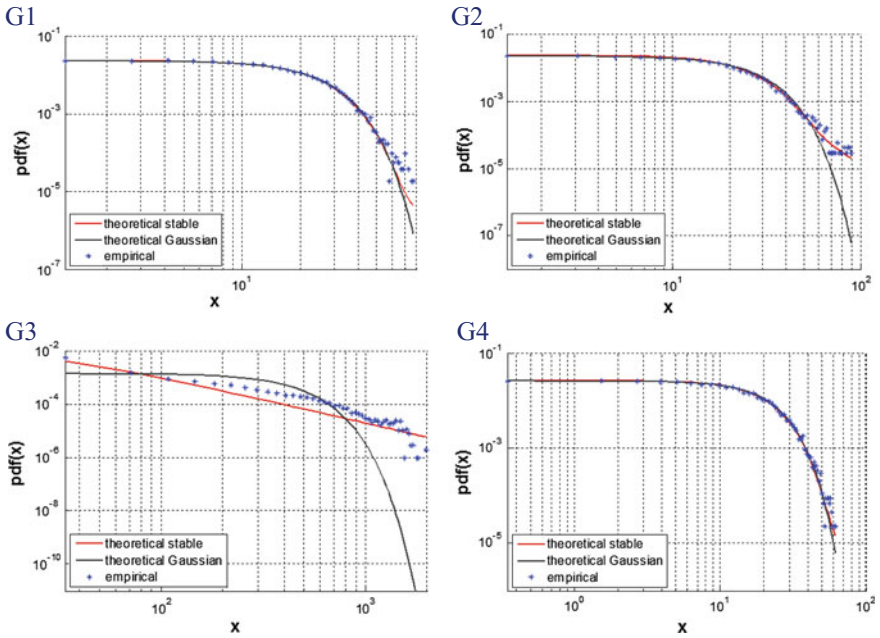 G1
10^-1
10^-3
10^-5
10^-7
pdf(x)
theoretical stable
theoretical Gaussian
empirical
10^1
x
G2
10^-1
10^-3
10^-5
10^-7
pdf(x)
theoretical stable
theoretical Gaussian
empirical
10^1
10^2
x
G3
10^-2
10^-4
10^-6
10^-8
10^-10
pdf(x)
theoretical stable
theoretical Gaussian
empirical
10^2
10^3
x
G4
10^-1
10^-3
10^-5
pdf(x)
theoretical stable
theoretical Gaussian
empirical
10^0
10^1
10^2
x